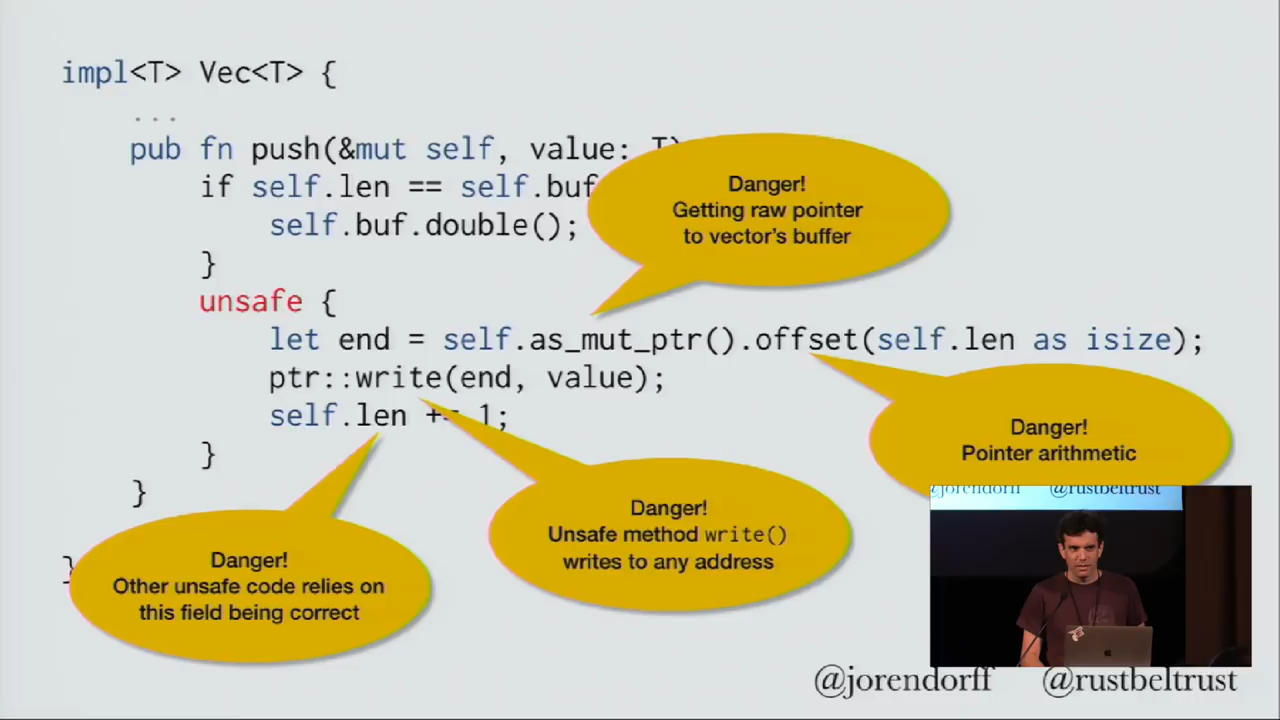 impl<T> Vec<T> {
...
pub fn push(&mut self, value: T)
if self.len == self.buf
self.buf.double();
}
unsafe {
let end = self.as_mut_ptr().offset(self.len as isize);
ptr::write(end, value);
self.len += 1;
}
}
}
Danger!
Getting raw pointer
to vector's buffer
Danger!
Pointer arithmetic
Danger!
Unsafe method write()
writes to any address
Danger!
Other unsafe code relies on
this field being correct
@jorendorff @rustbeltrust
@jorendorff @rustbeltrust